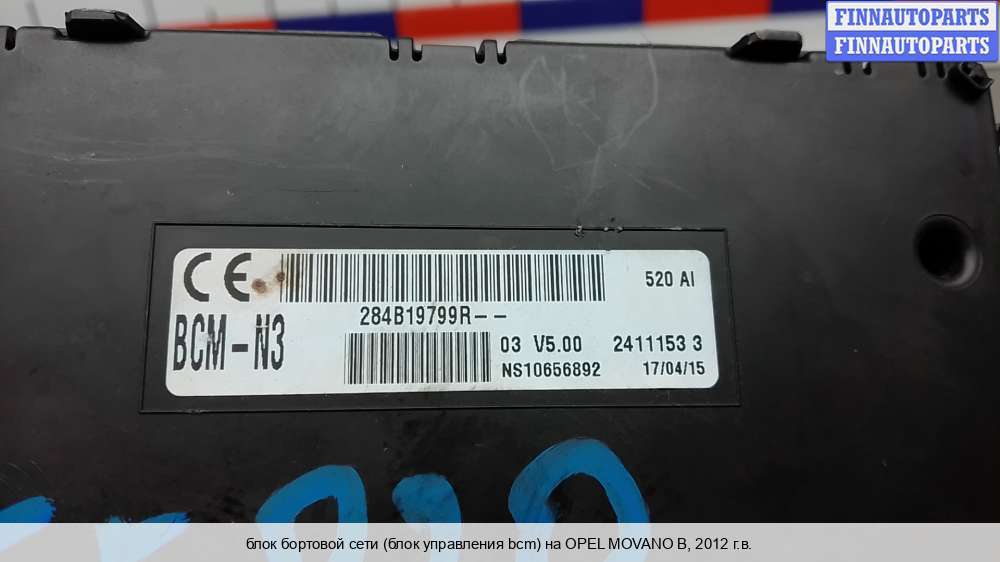 FINNAUTOPARTS
FINNAUTOPARTS
CE
520 AI
284B19799R--
BCM-N3
03 V5.00
2411153 3
NS10656892
17/04/15
блок бортовой сети (блок управления bcm) на OPEL MOVANO B, 2012 г.в.